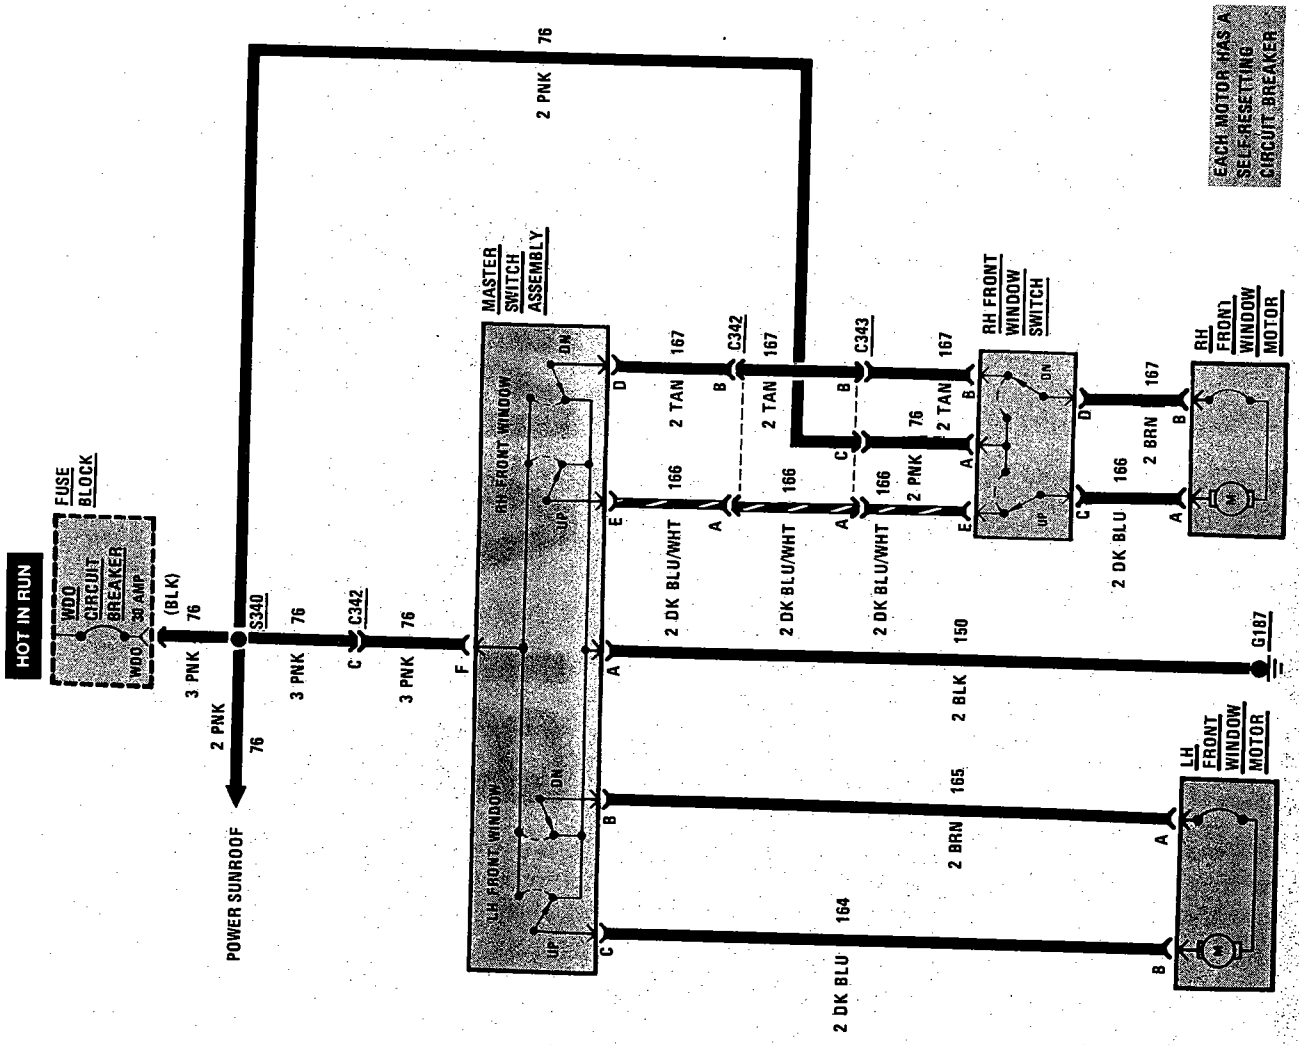 HOT IN RUN
FUSE
BLOCK
WDO
CIRCUIT
BREAKER
30 AMP
WDO
(BLK)
3 PNK
76
S340
2 PNK
76
POWER SUNROOF
3 PNK
76
C
C342
3 PNK
76
F
2 PNK
76
MASTER
SWITCH
ASSEMBLY
LH FRONT WINDOW
UP
DN
RH FRONT WINDOW
UP
DN
C
B
A
E
D
2 DK BLU
164
2 BRN
165
2 BLK
150
G187
2 DK BLU/WHT
166
2 TAN
167
A
B
C342
2 DK BLU/WHT
166
2 TAN
167
A
C
B
C343
2 DK BLU/WHT
166
2 PNK
76
2 TAN
167
E
A
B
RH FRONT
WINDOW
SWITCH
UP
DN
C
D
2 DK BLU
166
2 BRN
167
A
B
RH
FRONT
WINDOW
MOTOR
M
B
A
LH
FRONT
WINDOW
MOTOR
M
EACH MOTOR HAS A
SELF-RESETTING
CIRCUIT BREAKER